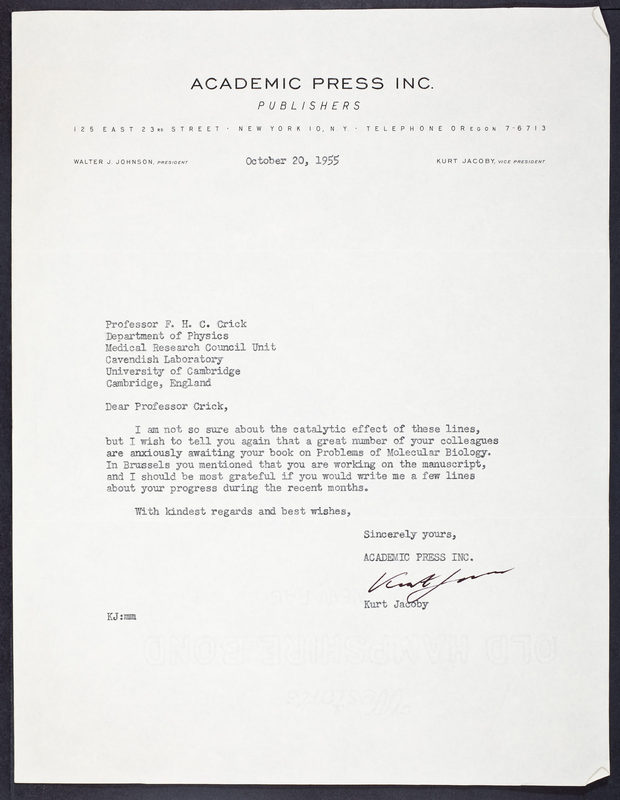 ACADEMIC PRESS INC.
PUBLISHERS
125 EAST 23RD STREET · NEW YORK 10, N.Y. · TELEPHONE OREGON 7-6713
WALTER J. JOHNSON, PRESIDENT
October 20, 1955
KURT JACOBY, VICE PRESIDENT
Professor F. H. C. Crick
Department of Physics
Medical Research Council Unit
Cavendish Laboratory
University of Cambridge
Cambridge, England
Dear Professor Crick,
I am not so sure about the catalytic effect of these lines,
but I wish to tell you again that a great number of your colleagues
are anxiously awaiting your book on Problems of Molecular Biology.
In Brussels you mentioned that you are working on the manuscript,
and I should be most grateful if you would write me a few lines
about your progress during the recent months.
With kindest regards and best wishes,
Sincerely yours,
ACADEMIC PRESS INC.
Kurt Jacoby
KJ:mm
OLD HAMPSHIRE BOND